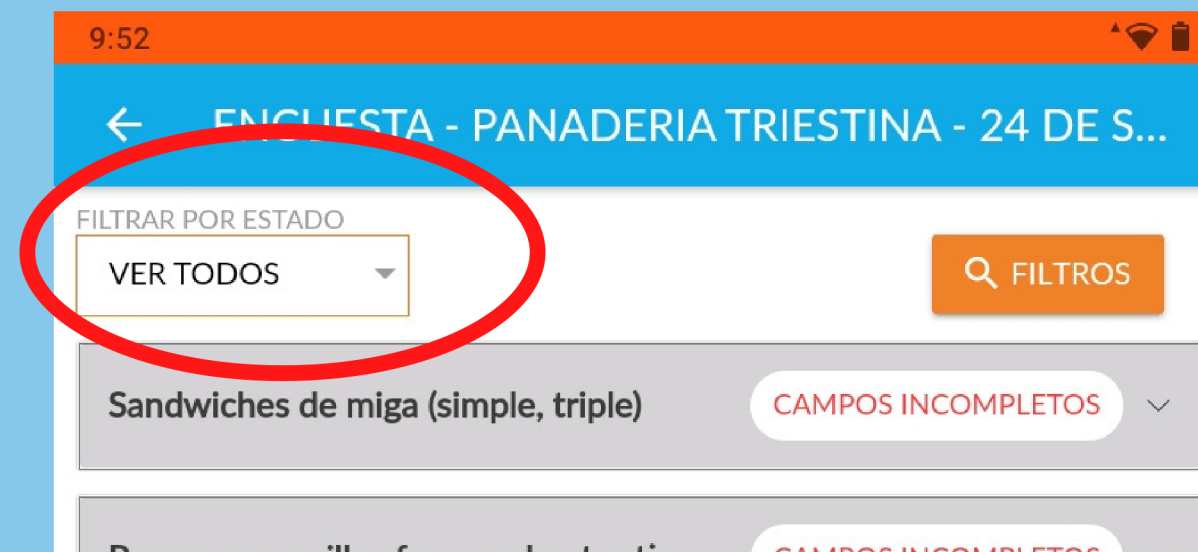 9:52
ENCUESTA - PANADERIA TRIESTINA - 24 DE S...
FILTRAR POR ESTADO
VER TODOS
FILTROS
Sandwiches de miga (simple, triple)
CAMPOS INCOMPLETOS
CAMPOS INCOMPLETOS